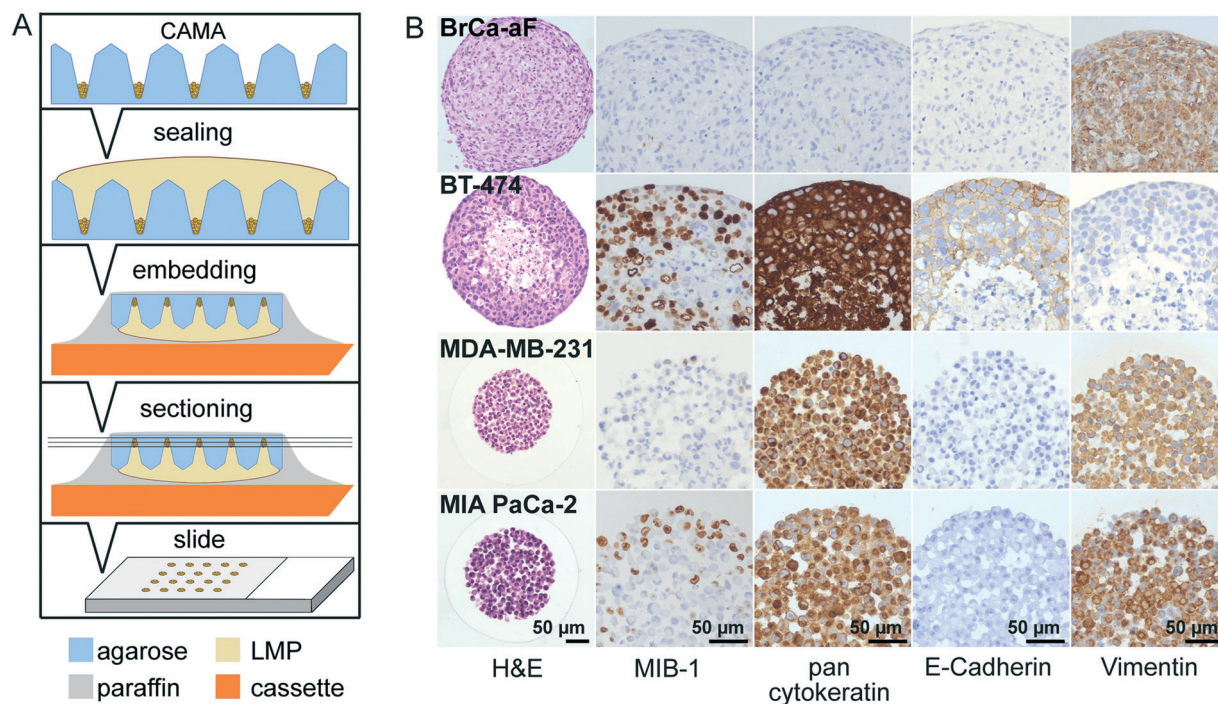 A
CAMA
sealing
embedding
sectioning
slide
agarose
LMP
paraffin
cassette
B
BrCa-aF
BT-474
MDA-MB-231
MIA PaCa-2
50 µm
50 µm
50 µm
50 µm
50 µm
H&E
MIB-1
pan
cytokeratin
E-Cadherin
Vimentin